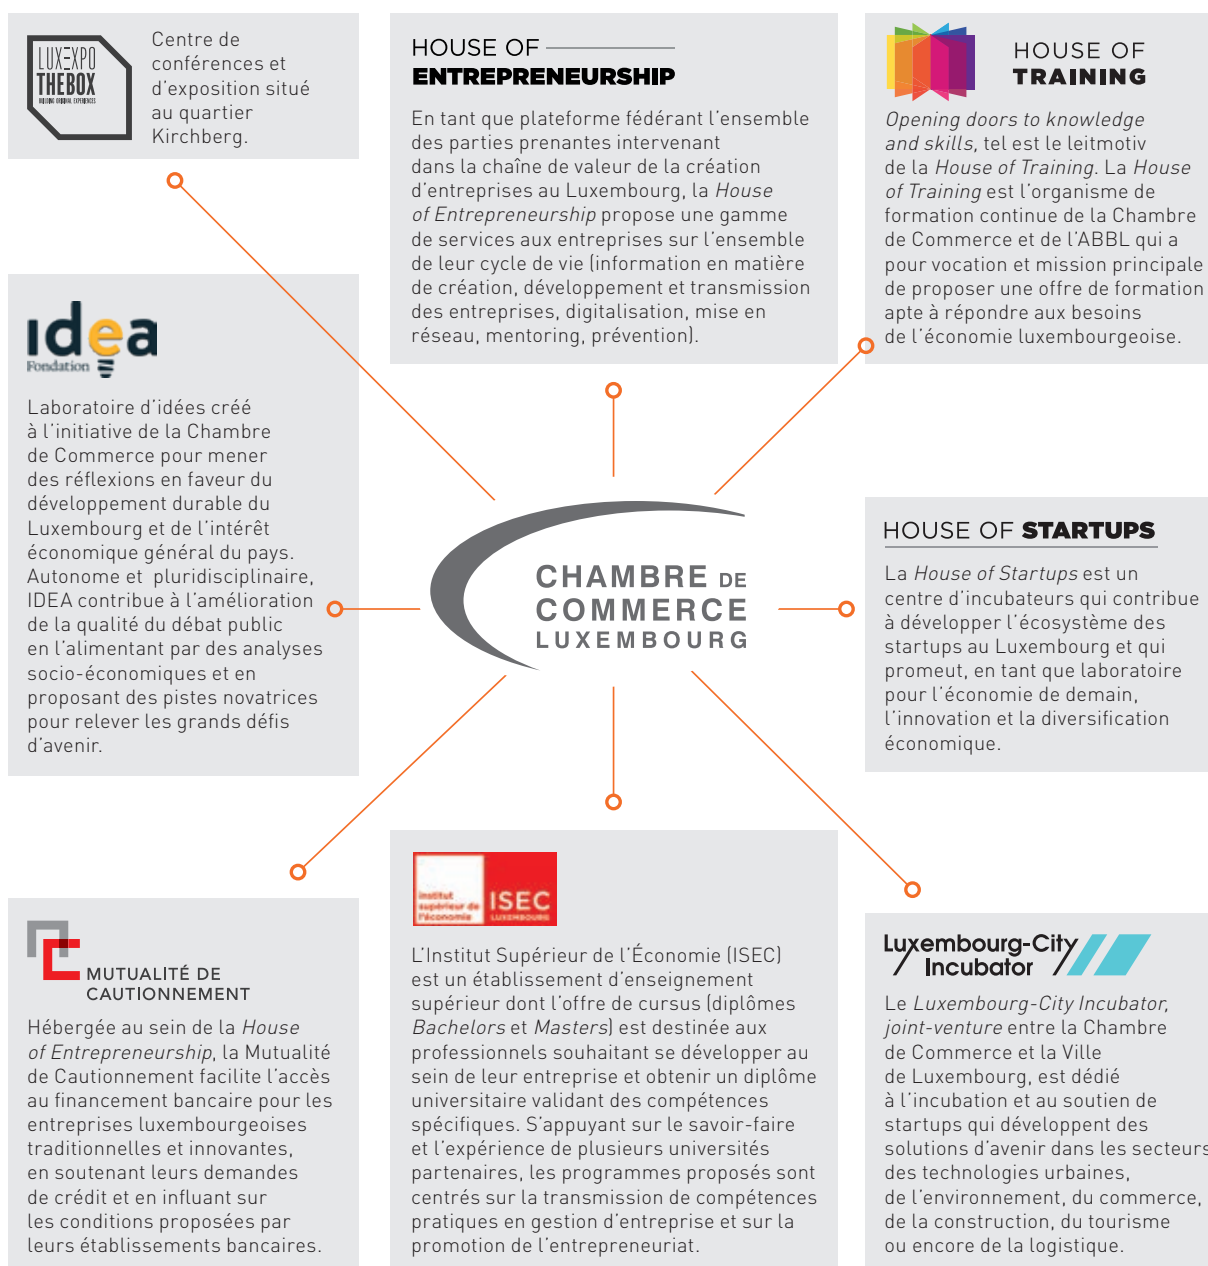 LUXEXPO
THE BOX
BUILDING ORIGINAL EXPERIENCES
Centre de
conférences et
d'exposition situé
au quartier
Kirchberg.
HOUSE OF
ENTREPRENEURSHIP
En tant que plateforme fédérant l'ensemble
des parties prenantes intervenant
dans la chaîne de valeur de la création
d'entreprises au Luxembourg, la House
of Entrepreneurship propose une gamme
de services aux entreprises sur l'ensemble
de leur cycle de vie (information en matière
de création, développement et transmission
des entreprises, digitalisation, mise en
réseau, mentoring, prévention).
HOUSE OF
TRAINING
Opening doors to knowledge
and skills, tel est le leitmotiv
de la House of Training. La House
of Training est l'organisme de
formation continue de la Chambre
de Commerce et de l'ABBL qui a
pour vocation et mission principale
de proposer une offre de formation
apte à répondre aux besoins
de l'économie luxembourgeoise.
idea
Fondation
Laboratoire d'idées créé
à l'initiative de la Chambre
de Commerce pour mener
des réflexions en faveur du
développement durable du
Luxembourg et de l'intérêt
économique général du pays.
Autonome et pluridisciplinaire,
IDEA contribue à l'amélioration
de la qualité du débat public
en l'alimentant par des analyses
socio-économiques et en
proposant des pistes novatrices
pour relever les grands défis
d'avenir.
CHAMBRE DE
COMMERCE
LUXEMBOURG
HOUSE OF STARTUPS
La House of Startups est un
centre d'incubateurs qui contribue
à développer l'écosystème des
startups au Luxembourg et qui
promeut, en tant que laboratoire
pour l'économie de demain,
l'innovation et la diversification
économique.
MUTUALITÉ DE
CAUTIONNEMENT
Hébergée au sein de la House
of Entrepreneurship, la Mutualité
de Cautionnement facilite l'accès
au financement bancaire pour les
entreprises luxembourgeoises
traditionnelles et innovantes,
en soutenant leurs demandes
de crédit et en influant sur
les conditions proposées par
leurs établissements bancaires.
institut
supérieur de
l'économie
ISEC
LUXEMBOURG
L'Institut Supérieur de l'Économie (ISEC)
est un établissement d'enseignement
supérieur dont l'offre de cursus (diplômes
Bachelors et Masters) est destinée aux
professionnels souhaitant se développer au
sein de leur entreprise et obtenir un diplôme
universitaire validant des compétences
spécifiques. S'appuyant sur le savoir-faire
et l'expérience de plusieurs universités
partenaires, les programmes proposés sont
centrés sur la transmission de compétences
pratiques en gestion d'entreprise et sur la
promotion de l'entrepreneuriat.
Luxembourg-City
Incubator
Le Luxembourg-City Incubator,
joint-venture entre la Chambre
de Commerce et la Ville
de Luxembourg, est dédié
à l'incubation et au soutien de
startups qui développent des
solutions d'avenir dans les secteurs
des technologies urbaines,
de l'environnement, du commerce,
de la construction, du tourisme
ou encore de la logistique.